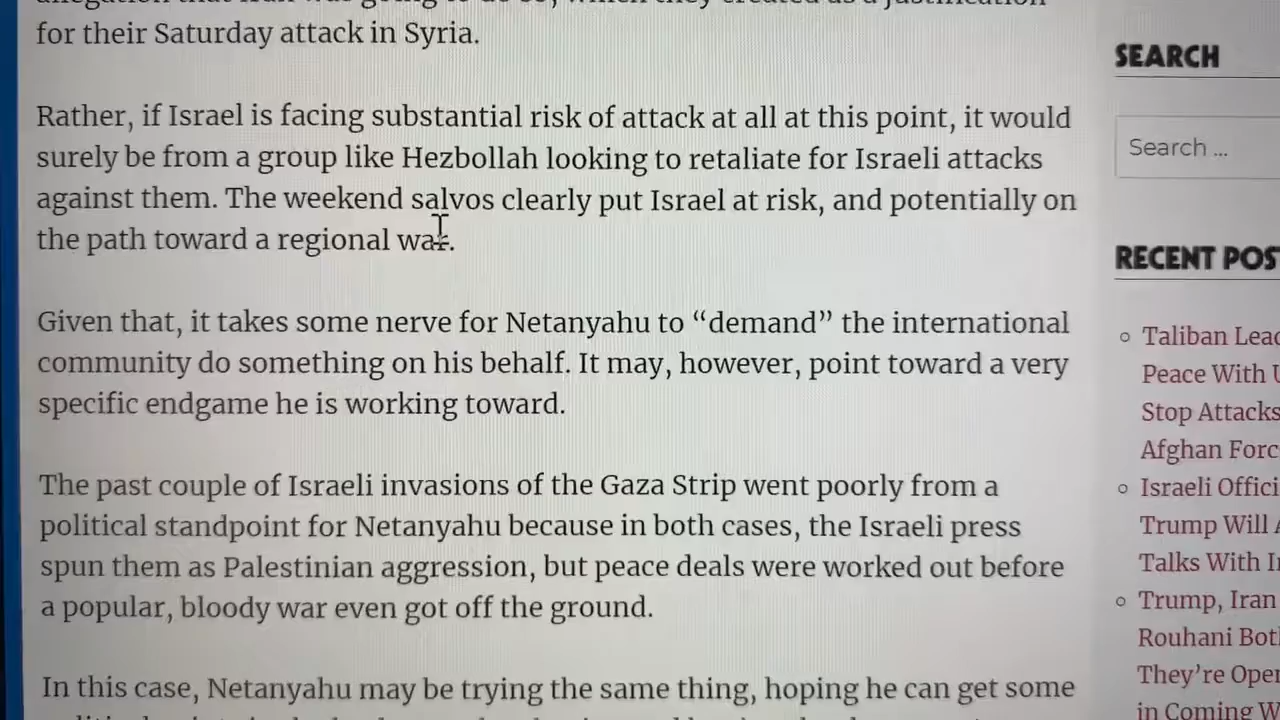 for their Saturday attack in Syria.
Rather, if Israel is facing substantial risk of attack at all at this point, it would
surely be from a group like Hezbollah looking to retaliate for Israeli attacks
against them. The weekend salvos clearly put Israel at risk, and potentially on
the path toward a regional war.
Given that, it takes some nerve for Netanyahu to “demand” the international
community do something on his behalf. It may, however, point toward a very
specific endgame he is working toward.
The past couple of Israeli invasions of the Gaza Strip went poorly from a
political standpoint for Netanyahu because in both cases, the Israeli press
spun them as Palestinian aggression, but peace deals were worked out before
a popular, bloody war even got off the ground.
In this case, Netanyahu may be trying the same thing, hoping he can get some
SEARCH
Search ...
RECENT POS
Taliban Lead
Peace With U
Stop Attacks
Afghan Forc
Israeli Offici
Trump Will A
Talks With I
Trump, Iran
Rouhani Bot
They’re Open
in Coming W